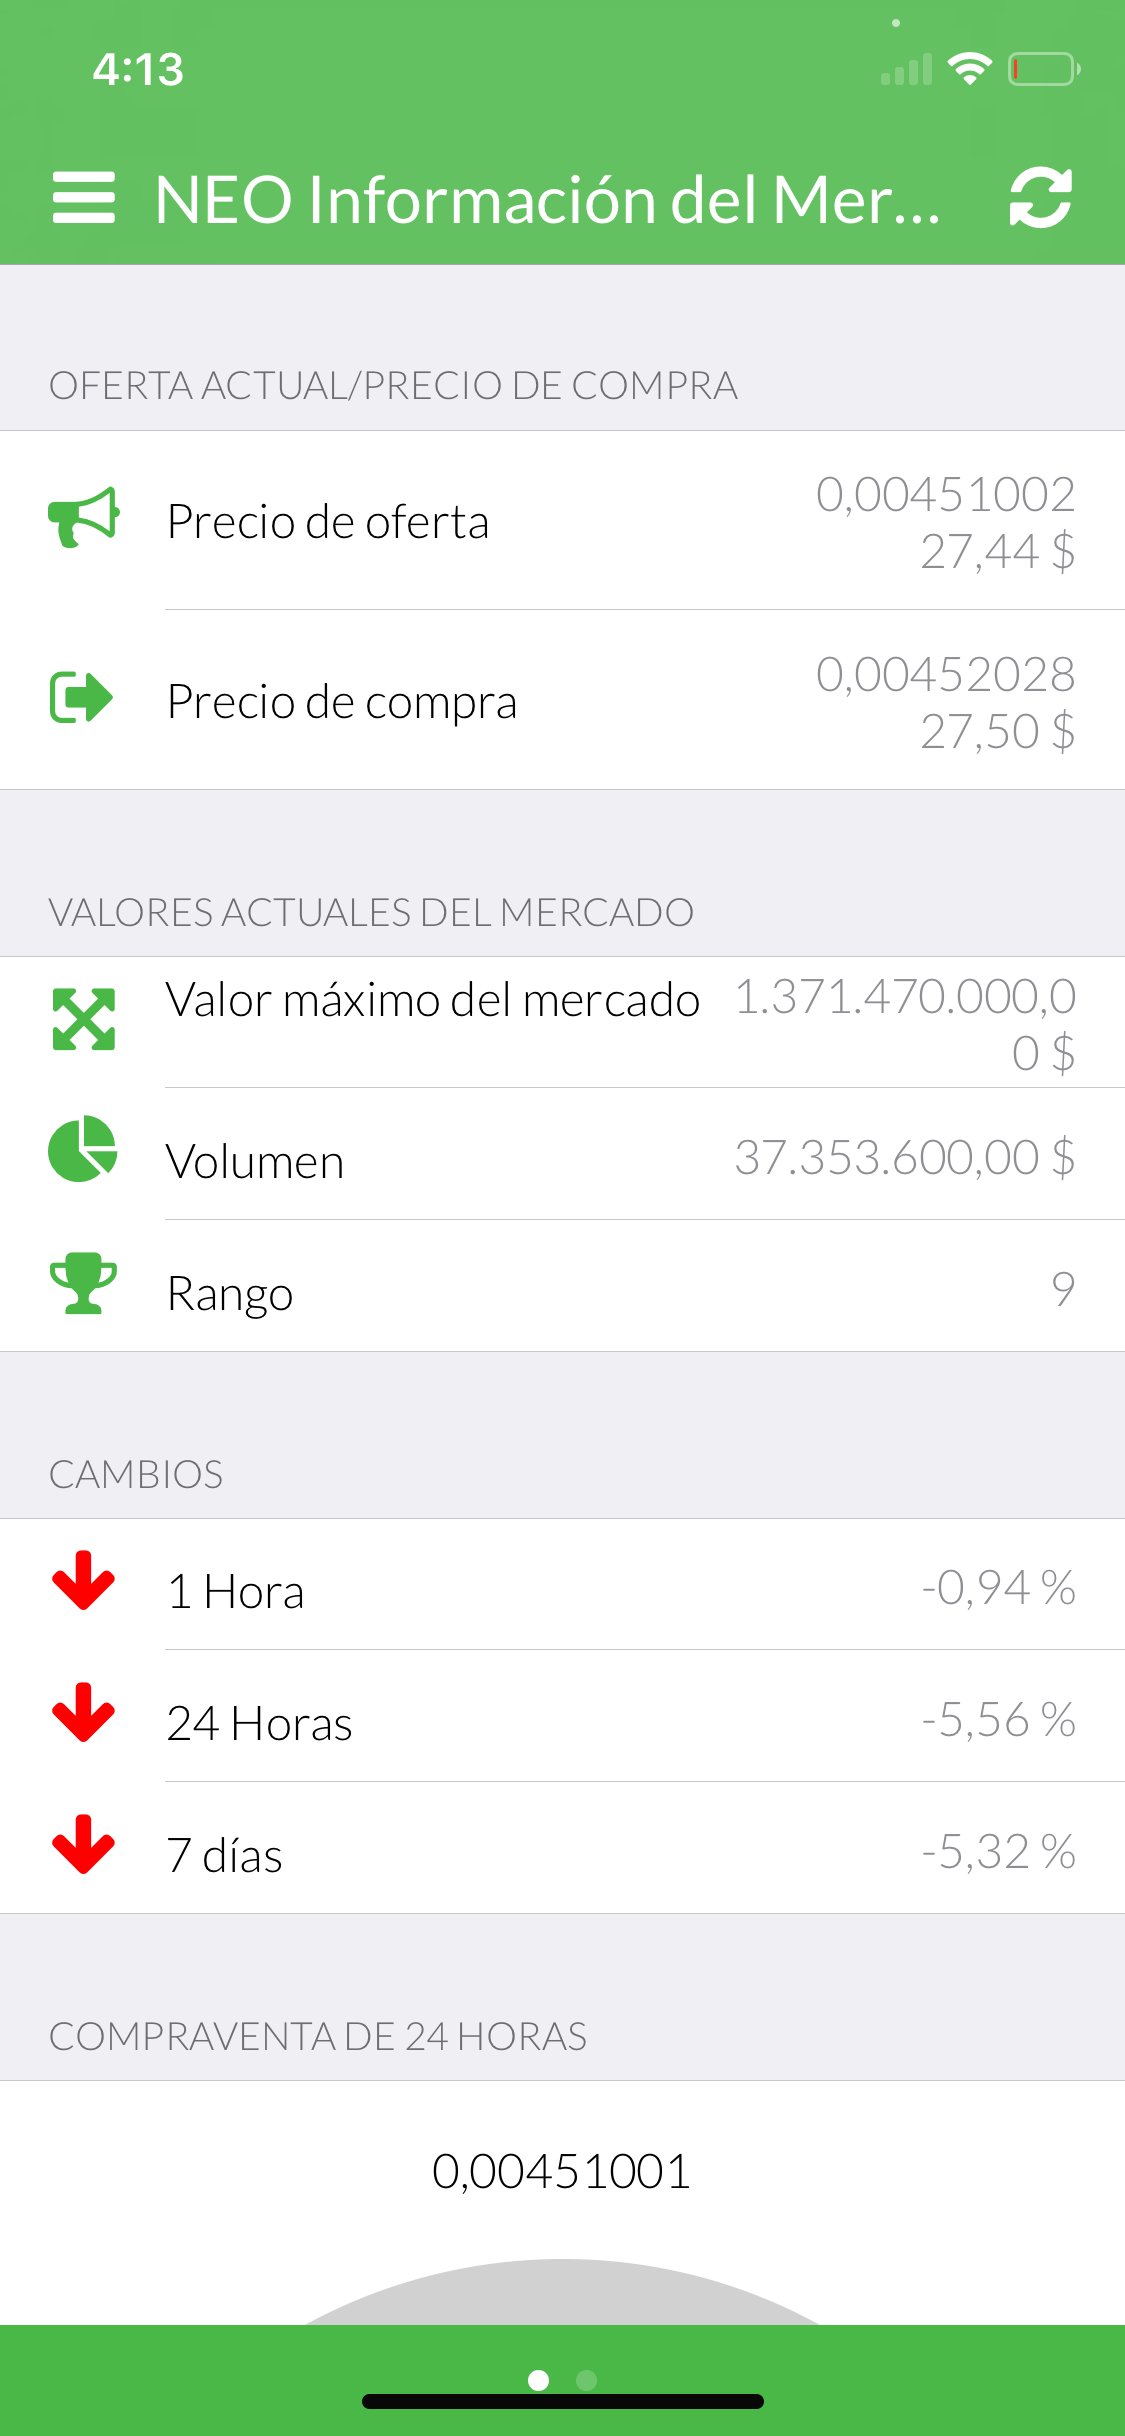 4:13
NEO Información del Mer...
OFERTA ACTUAL/PRECIO DE COMPRA
Precio de oferta
0,00451002
27,44 $
Precio de compra
0,00452028
27,50 $
VALORES ACTUALES DEL MERCADO
Valor máximo del mercado
1.371.470.000,0
0 $
Volumen
37.353.600,00 $
Rango
9
CAMBIOS
1 Hora
-0,94 %
24 Horas
-5,56 %
7 días
-5,32 %
COMPRAVENTA DE 24 HORAS
0,00451001